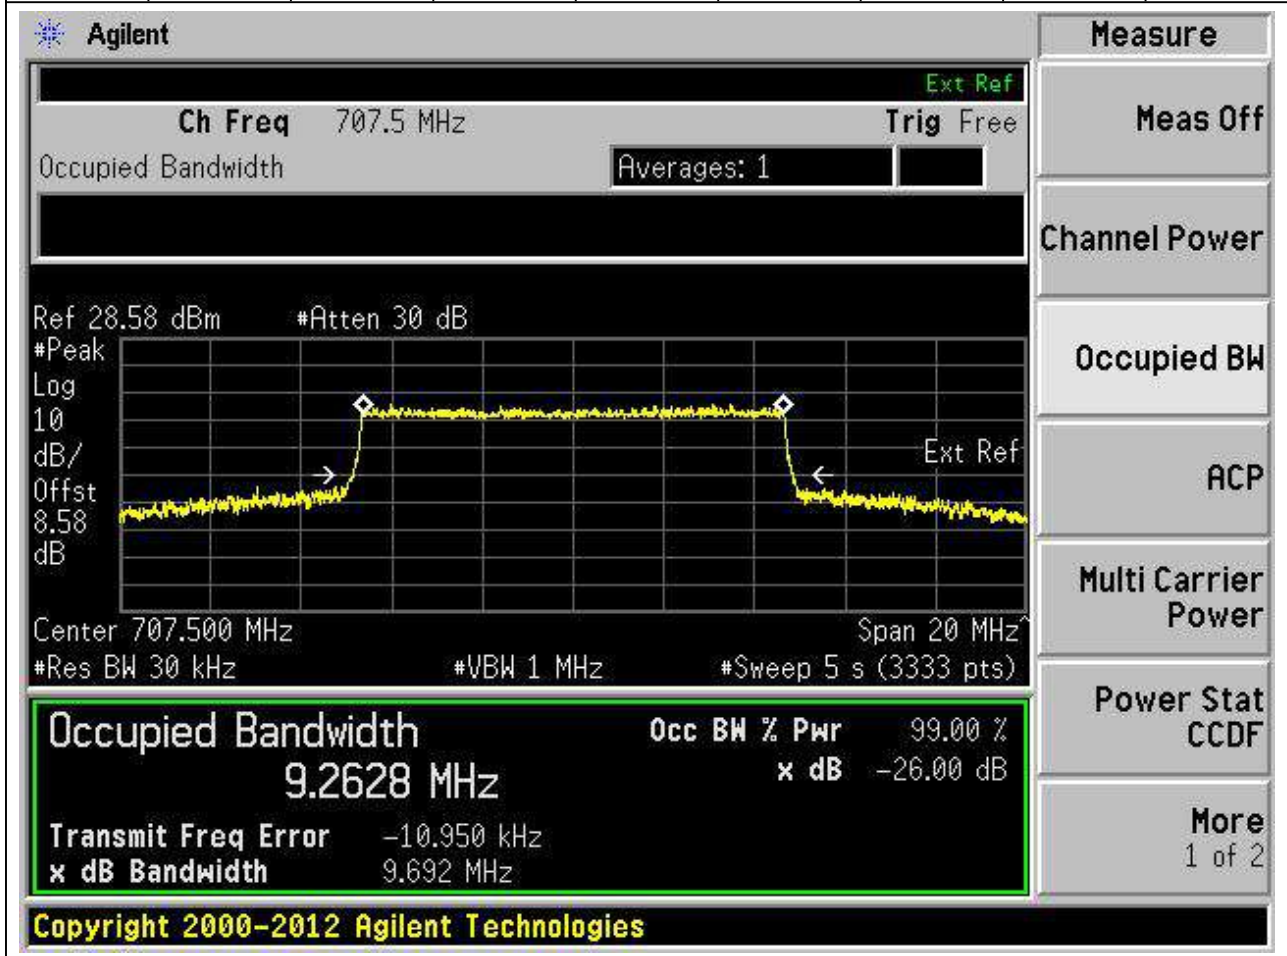 Agilent
Measure
Ext Ref
Ch Freq 707.5 MHz Trig Free
Meas Off
Occupied Bandwidth Averages: 1
Channel Power
Ref 28.58 dBm #Atten 30 dB
#Peak
Log
10
dB/
Offst
8.58
dB
Ext Ref
Occupied BW
ACP
Center 707.500 MHz Span 20 MHz^
#Res BW 30 kHz #VBW 1 MHz #Sweep 5 s (3333 pts)
Multi Carrier
Power
Occupied Bandwidth Occ BW % Pwr 99.00 %
9.2628 MHz x dB -26.00 dB
Transmit Freq Error -10.950 kHz
x dB Bandwidth 9.692 MHz
Power Stat
CCDF
More
1 of 2
Copyright 2000-2012 Agilent Technologies